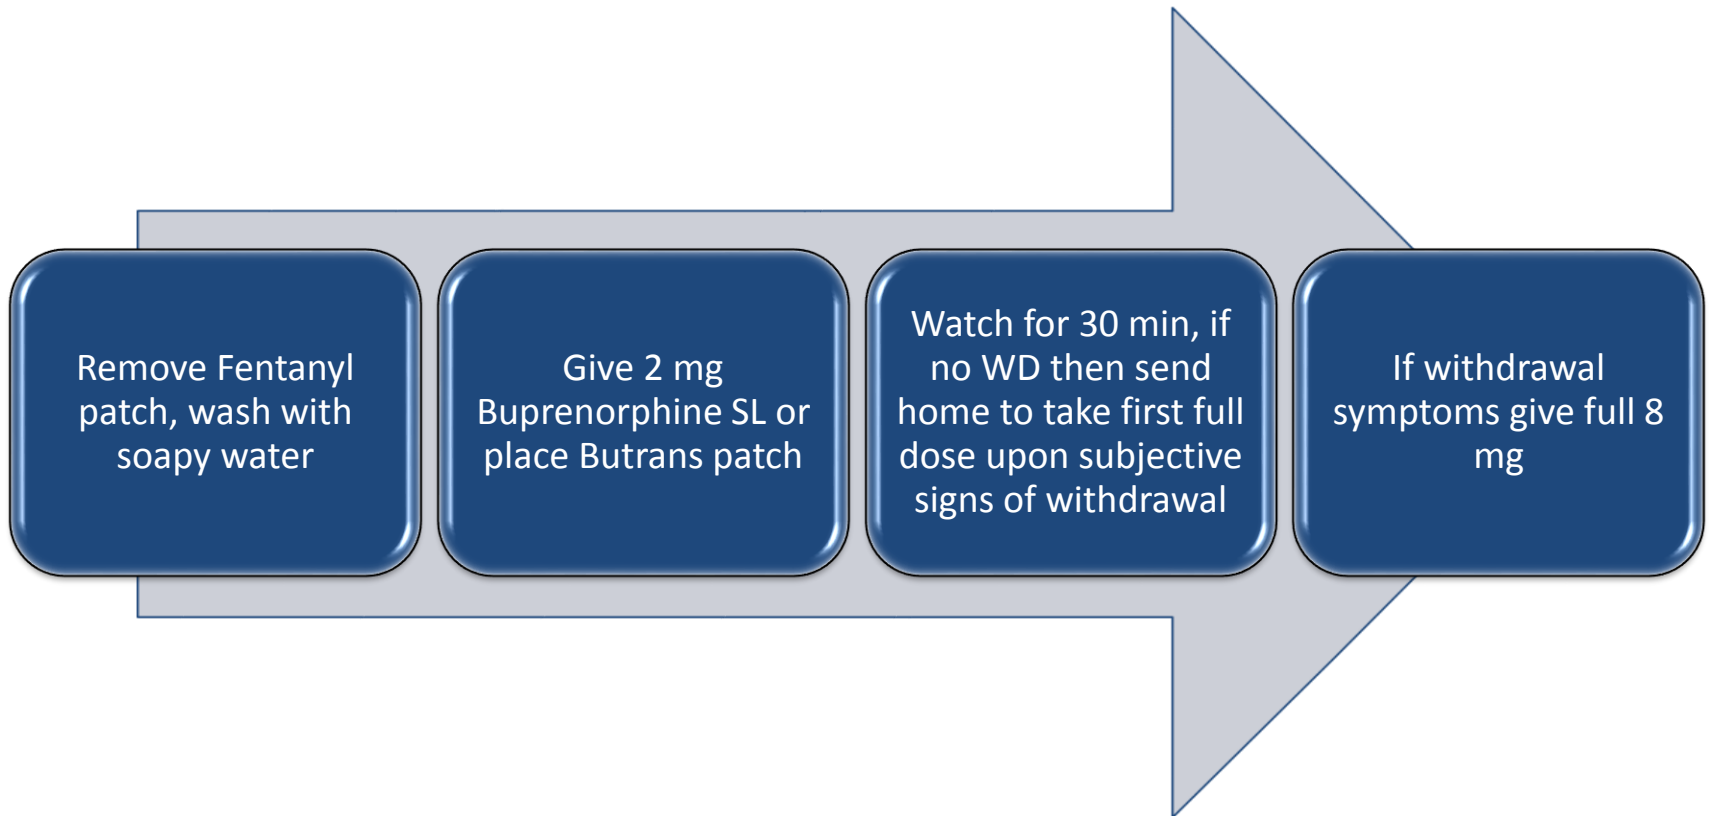 Remove Fentanyl
patch, wash with
soapy water
Give 2 mg
Buprenorphine SL or
place Butrans patch
Watch for 30 min, if
no WD then send
home to take first full
dose upon subjective
signs of withdrawal
If withdrawal
symptoms give full 8
mg